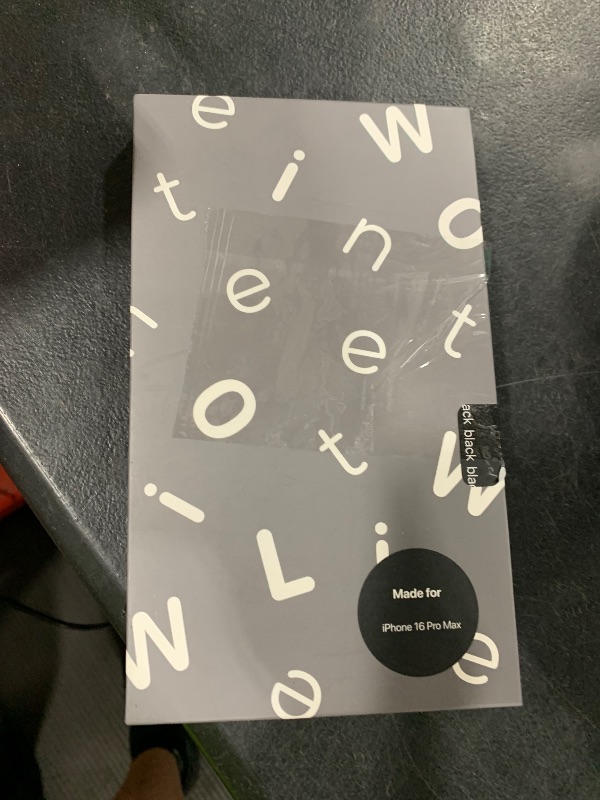 e
W
i
t
O
n
e
t
e
o
t
W
i
i
L
Made for
iPhone 16 Pro Max
W
e
e
ack black bla